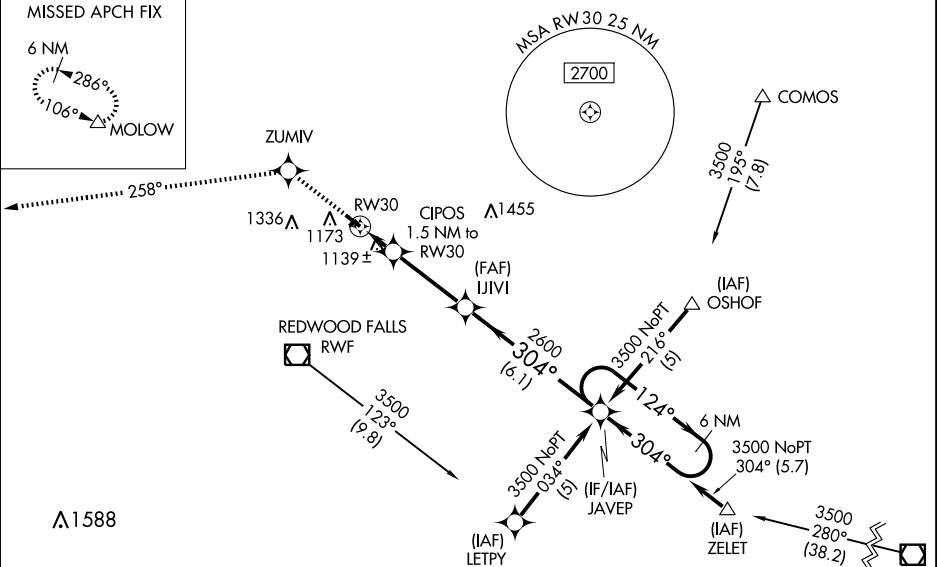 MISSED APCH FIX
6 NM
286°
106°
MOLOW
MSA RW30 25 NM
2700
COMOS
3500
195°
(7.8)
ZUMIV
258°
1336
1173
RW30
1139±
CIPOS
1.5 NM to
RW30
1455
(FAF)
IJIVI
(IAF)
OSHOF
REDWOOD FALLS
RWF
2600
304°
(6.1)
3500 NoPT
216°
(5)
124°
6 NM
304°
3500
123°
(9.8)
3500 NoPT
034°
(5)
3500 NoPT
304° (5.7)
(IF/IAF)
JAVEP
1588
(IAF)
LETPY
(IAF)
ZELET
3500
280°
(38.2)